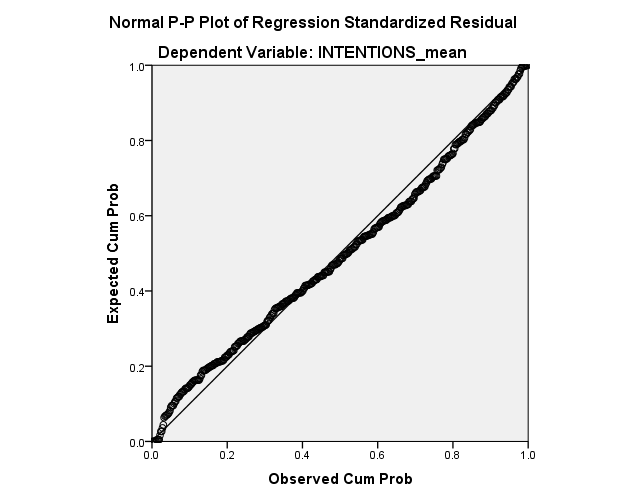 Normal P-P Plot of Regression Standardized Residual
Dependent Variable: INTENTIONS_mean
1.0
0.8
0.6
0.4
0.2
0.0
Expected Cum Prob
0.0 0.2 0.4 0.6 0.8 1.0
Observed Cum Prob